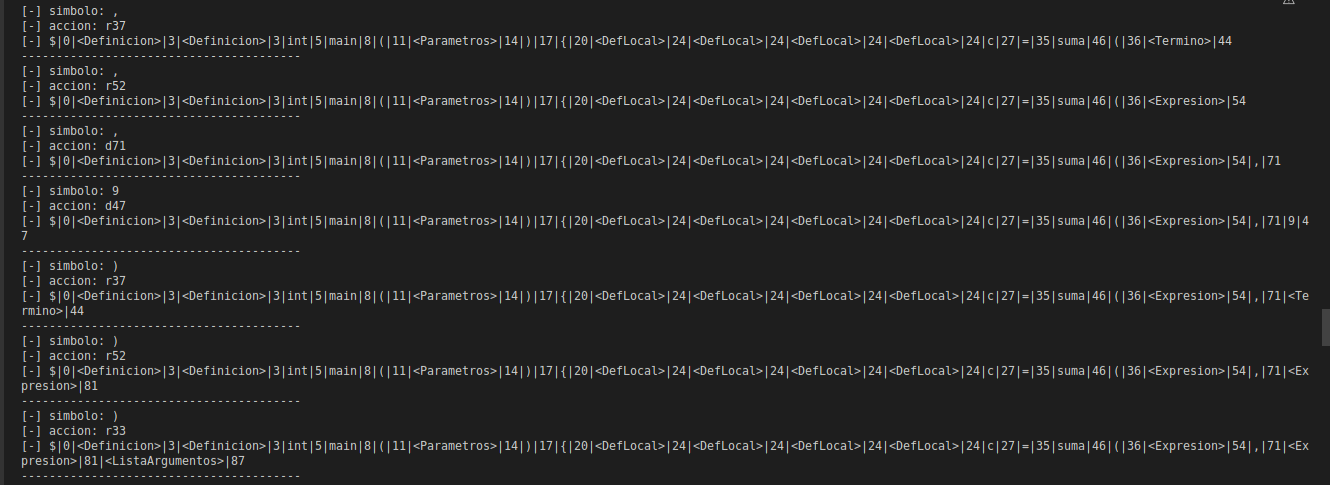 [-] simbolo: ,
[-] accion: r37
[-] $|0|<Definicion>|3|<Definicion>|3|int|5|main|8|(|11|<Parametros>|14|)|17|{|20|<DefLocal>|24|<DefLocal>|24|<DefLocal>|24|<DefLocal>|24|c|27|=|35|suma|46|(|36|<Termino>|44
----------------------------------------
[-] simbolo: ,
[-] accion: r52
[-] $|0|<Definicion>|3|<Definicion>|3|int|5|main|8|(|11|<Parametros>|14|)|17|{|20|<DefLocal>|24|<DefLocal>|24|<DefLocal>|24|<DefLocal>|24|c|27|=|35|suma|46|(|36|<Expresion>|54
----------------------------------------
[-] simbolo: ,
[-] accion: d71
[-] $|0|<Definicion>|3|<Definicion>|3|int|5|main|8|(|11|<Parametros>|14|)|17|{|20|<DefLocal>|24|<DefLocal>|24|<DefLocal>|24|<DefLocal>|24|c|27|=|35|suma|46|(|36|<Expresion>|54|,|71
----------------------------------------
[-] simbolo: 9
[-] accion: d47
[-] $|0|<Definicion>|3|<Definicion>|3|int|5|main|8|(|11|<Parametros>|14|)|17|{|20|<DefLocal>|24|<DefLocal>|24|<DefLocal>|24|<DefLocal>|24|c|27|=|35|suma|46|(|36|<Expresion>|54|,|71|9|4
7
----------------------------------------
[-] simbolo: )
[-] accion: r37
[-] $|0|<Definicion>|3|<Definicion>|3|int|5|main|8|(|11|<Parametros>|14|)|17|{|20|<DefLocal>|24|<DefLocal>|24|<DefLocal>|24|<DefLocal>|24|c|27|=|35|suma|46|(|36|<Expresion>|54|,|71|<Te
rmino>|44
----------------------------------------
[-] simbolo: )
[-] accion: r52
[-] $|0|<Definicion>|3|<Definicion>|3|int|5|main|8|(|11|<Parametros>|14|)|17|{|20|<DefLocal>|24|<DefLocal>|24|<DefLocal>|24|<DefLocal>|24|c|27|=|35|suma|46|(|36|<Expresion>|54|,|71|<Ex
presion>|81
----------------------------------------
[-] simbolo: )
[-] accion: r33
[-] $|0|<Definicion>|3|<Definicion>|3|int|5|main|8|(|11|<Parametros>|14|)|17|{|20|<DefLocal>|24|<DefLocal>|24|<DefLocal>|24|<DefLocal>|24|c|27|=|35|suma|46|(|36|<Expresion>|54|,|71|<Ex
presion>|81|<ListaArgumentos>|87
----------------------------------------